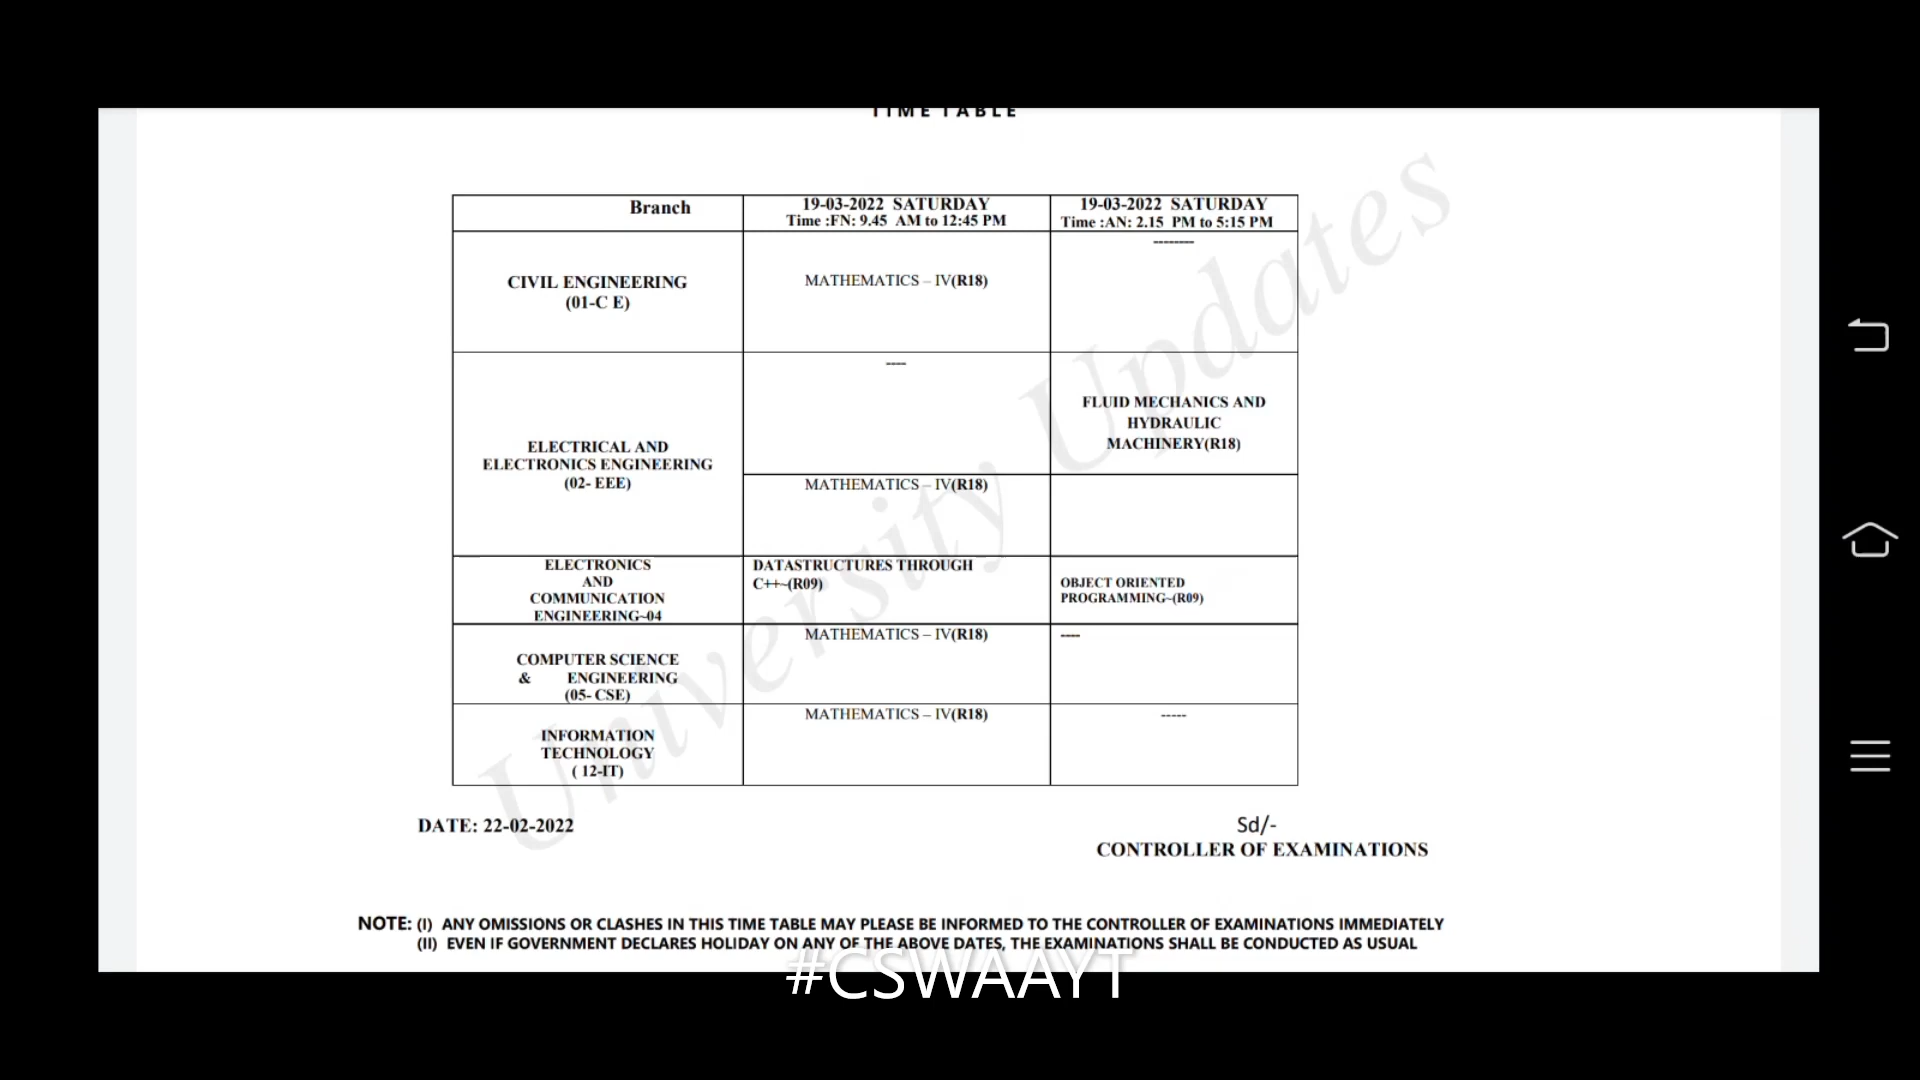 TIME TABLE
Branch
19-03-2022 SATURDAY
Time :FN: 9.45 AM to 12:45 PM
19-03-2022 SATURDAY
Time :AN: 2.15 PM to 5:15 PM
CIVIL ENGINEERING
(01-C E)
MATHEMATICS – IV(R18)
--------
ELECTRICAL AND
ELECTRONICS ENGINEERING
(02- EEE)
----
FLUID MECHANICS AND
HYDRAULIC
MACHINERY(R18)
MATHEMATICS – IV(R18)
ELECTRONICS
AND
COMMUNICATION
ENGINEERING~04
DATASTRUCTURES THROUGH
C++~(R09)
OBJECT ORIENTED
PROGRAMMING~(R09)
COMPUTER SCIENCE
& ENGINEERING
(05- CSE)
MATHEMATICS – IV(R18)
----
INFORMATION
TECHNOLOGY
( 12-IT)
MATHEMATICS – IV(R18)
-----
University Updates
DATE: 22-02-2022
Sd/-
CONTROLLER OF EXAMINATIONS
NOTE: (I) ANY OMISSIONS OR CLASHES IN THIS TIME TABLE MAY PLEASE BE INFORMED TO THE CONTROLLER OF EXAMINATIONS IMMEDIATELY
(II) EVEN IF GOVERNMENT DECLARES HOLIDAY ON ANY OF THE ABOVE DATES, THE EXAMINATIONS SHALL BE CONDUCTED AS USUAL
#CSWAAYT